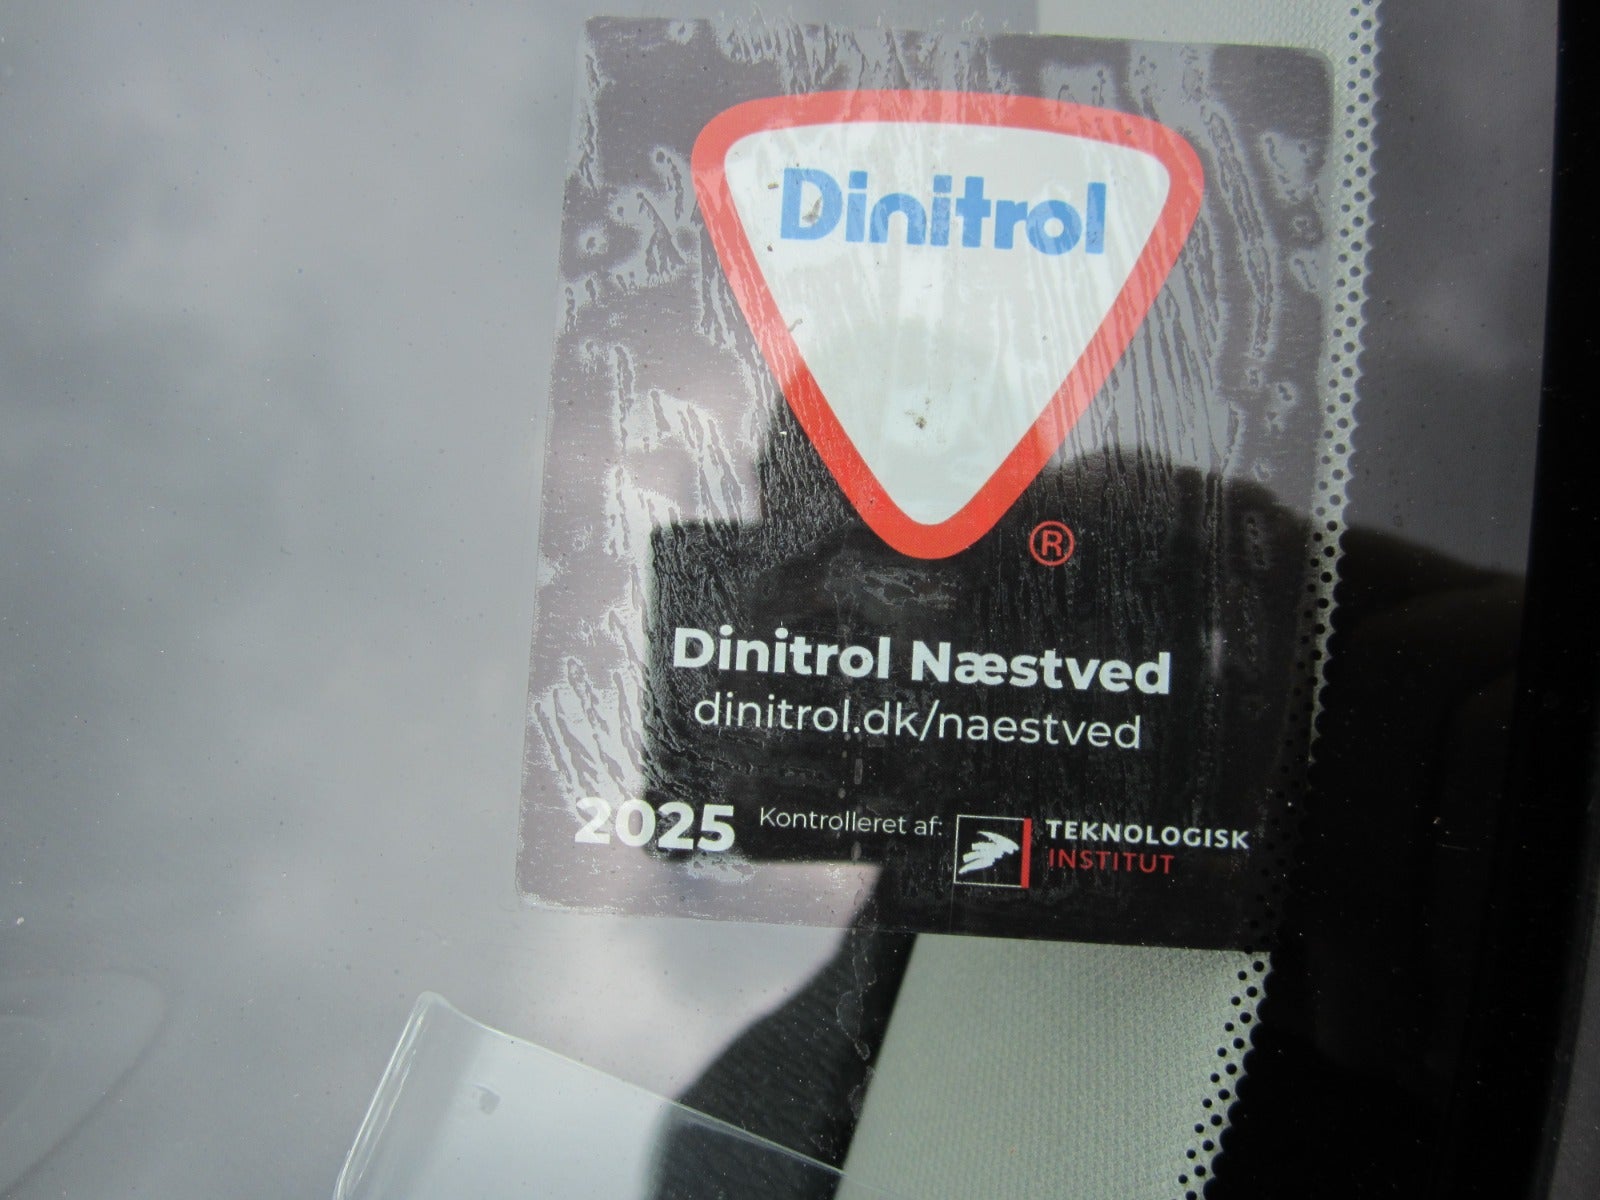 Dinitrol
®
Dinitrol Næstved
dinitrol.dk/naestved
2025 Kontrolleret af: TEKNOLOGISK
INSTITUT